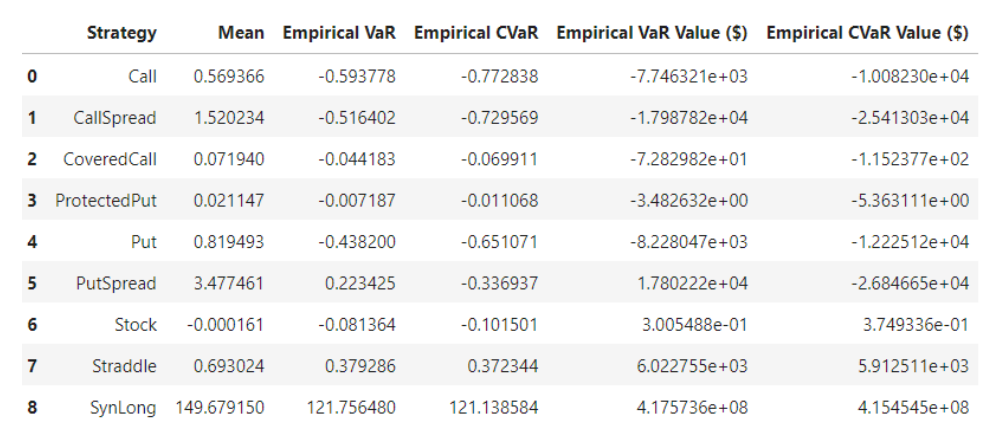 Strategy Mean Empirical VaR Empirical CVaR Empirical VaR Value ($) Empirical CVaR Value ($)
0 Call 0.569366 -0.593778 -0.772838 -7.746321e+03 -1.008230e+04
1 CallSpread 1.520234 -0.516402 -0.729569 -1.798782e+04 -2.541303e+04
2 CoveredCall 0.071940 -0.044183 -0.069911 -7.282982e+01 -1.152377e+02
3 ProtectedPut 0.021147 -0.007187 -0.011068 -3.482632e+00 -5.363111e+00
4 Put 0.819493 -0.438200 -0.651071 -8.228047e+03 -1.222512e+04
5 PutSpread 3.477461 0.223425 -0.336937 1.780222e+04 -2.684665e+04
6 Stock -0.000161 -0.081364 -0.101501 3.005488e-01 3.749336e-01
7 Straddle 0.693024 0.379286 0.372344 6.022755e+03 5.912511e+03
8 SynLong 149.679150 121.756480 121.138584 4.175736e+08 4.154545e+08